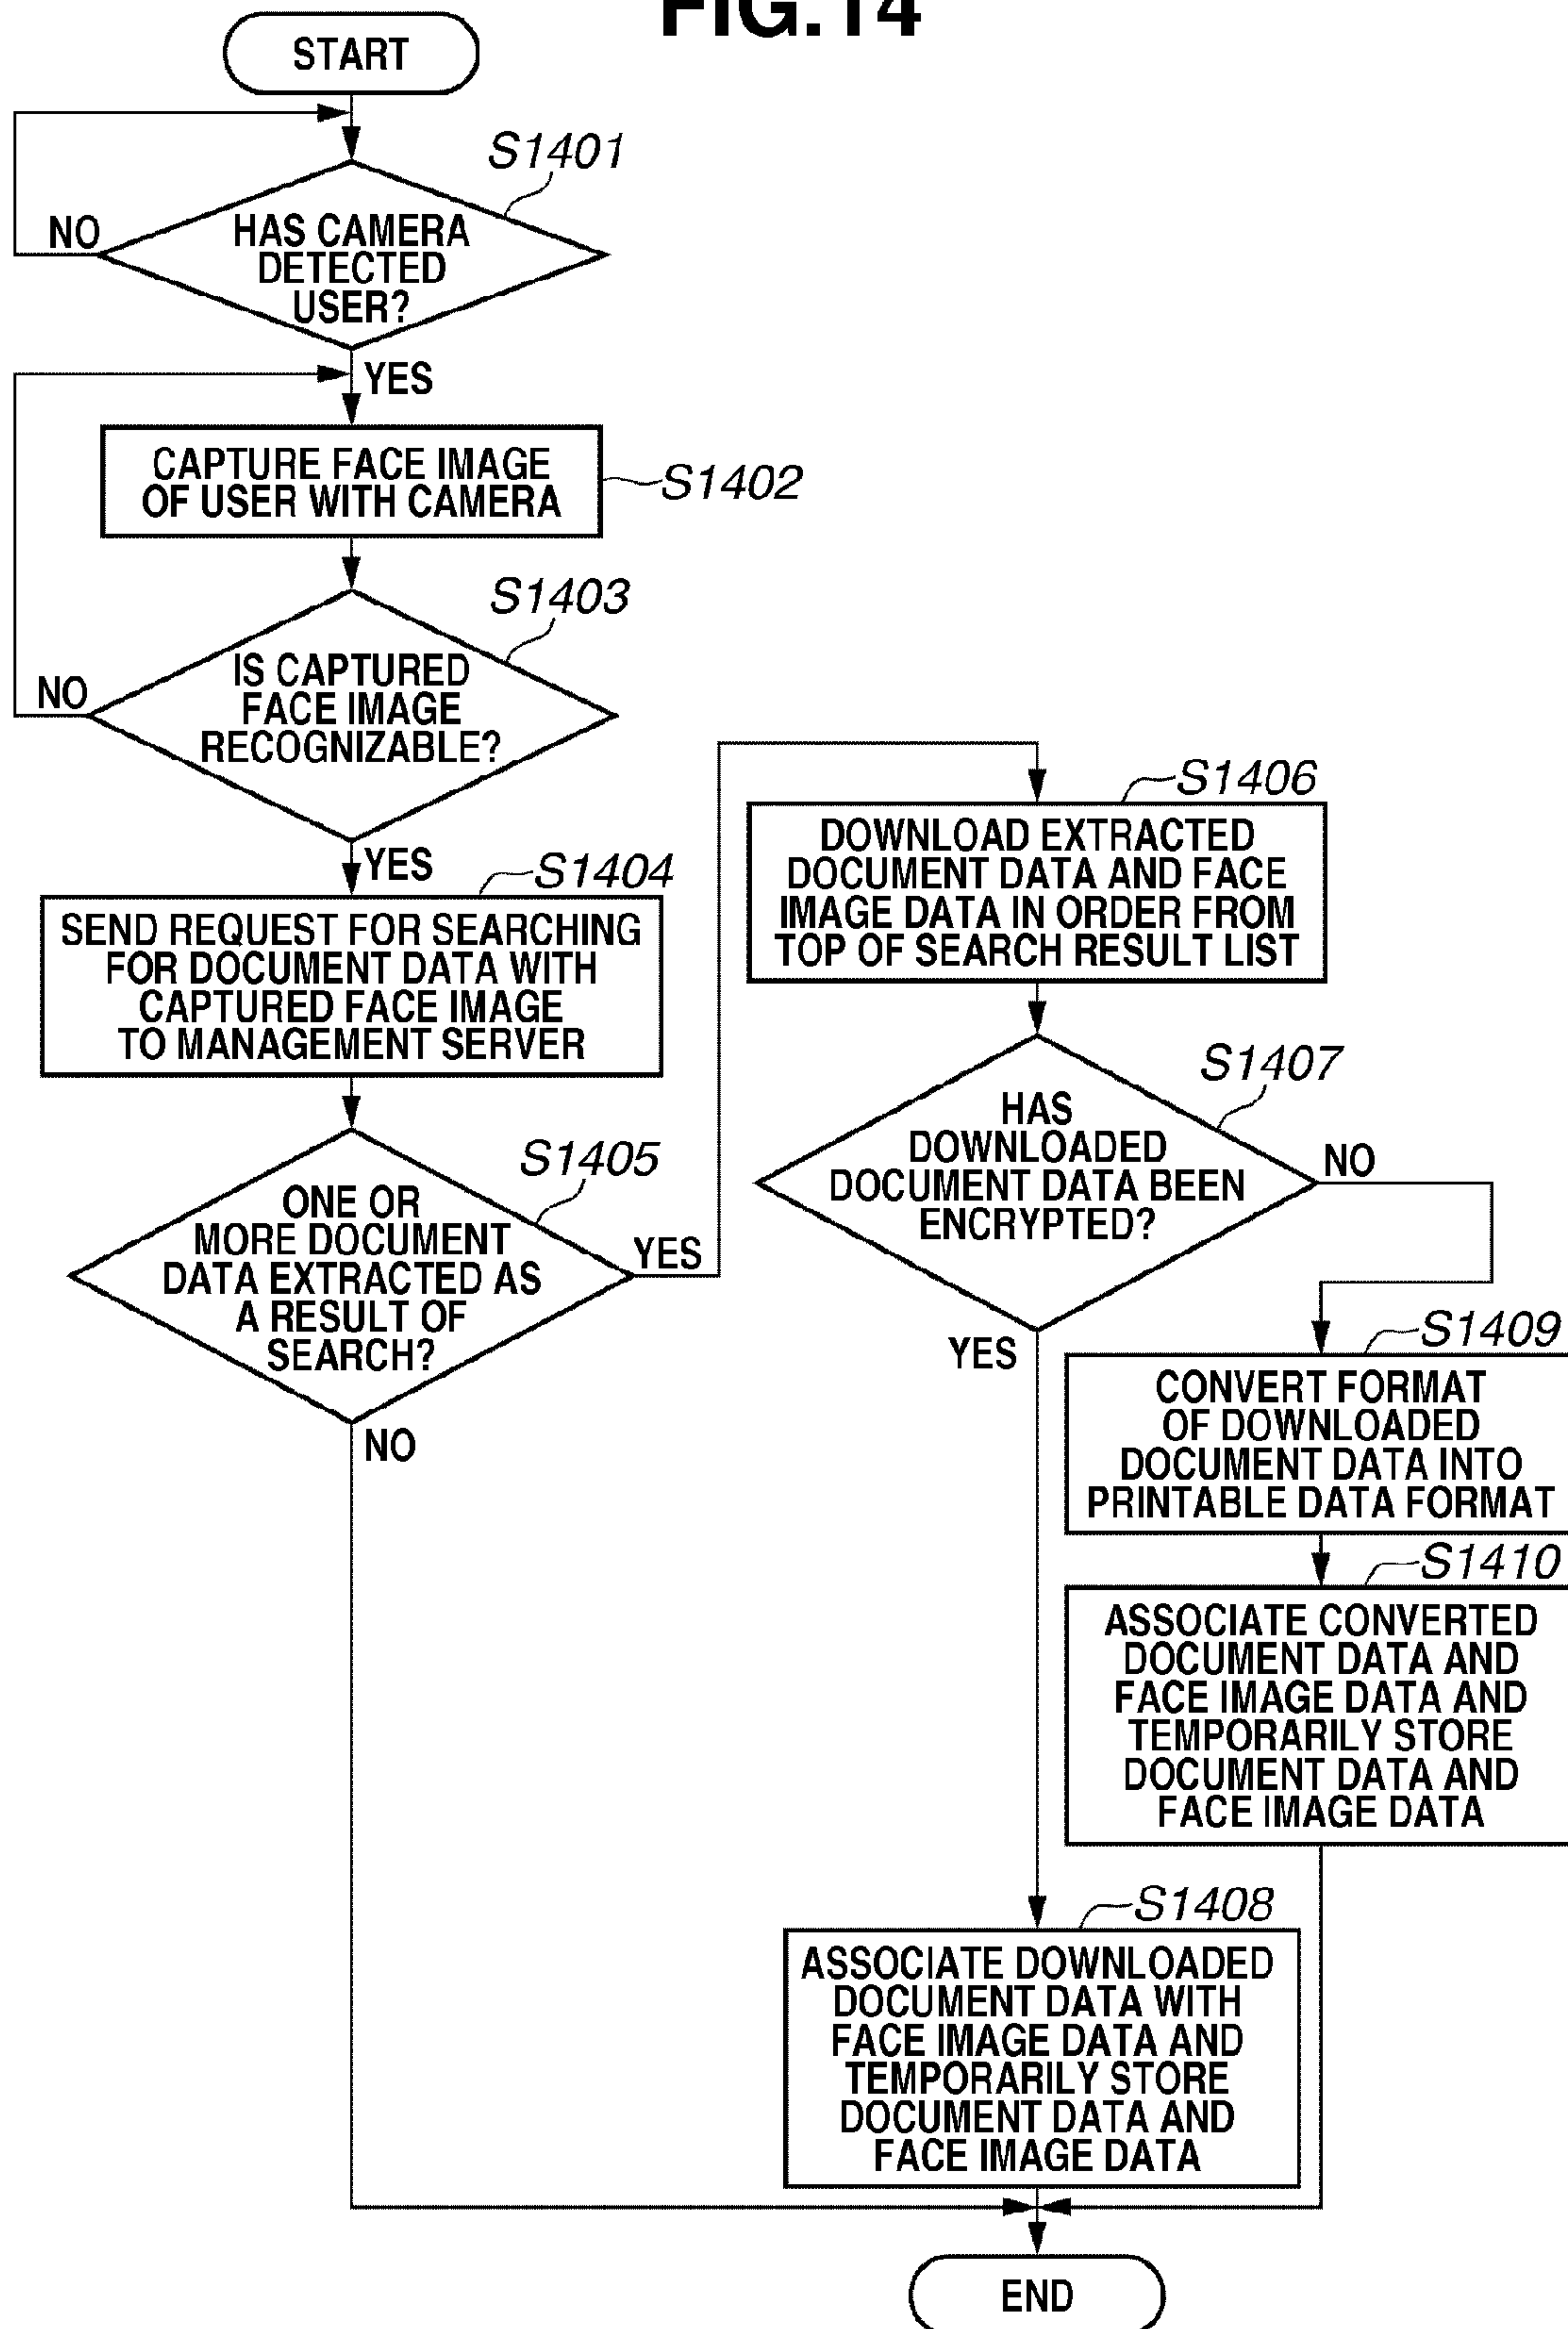 FIG.14
START
S1401
NO
HAS CAMERA
DETECTED
USER?
YES
CAPTURE FACE IMAGE
OF USER WITH CAMERA
S1402
S1403
NO
IS CAPTURED
FACE IMAGE
RECOGNIZABLE?
YES
S1404
SEND REQUEST FOR SEARCHING
FOR DOCUMENT DATA WITH
CAPTURED FACE IMAGE
TO MANAGEMENT SERVER
S1405
ONE OR
MORE DOCUMENT
DATA EXTRACTED AS
A RESULT OF
SEARCH?
YES
NO
S1406
DOWNLOAD EXTRACTED
DOCUMENT DATA AND FACE
IMAGE DATA IN ORDER FROM
TOP OF SEARCH RESULT LIST
S1407
HAS
DOWNLOADED
DOCUMENT DATA BEEN
ENCRYPTED?
NO
YES
S1409
CONVERT FORMAT
OF DOWNLOADED
DOCUMENT DATA INTO
PRINTABLE DATA FORMAT
S1410
ASSOCIATE CONVERTED
DOCUMENT DATA AND
FACE IMAGE DATA AND
TEMPORARILY STORE
DOCUMENT DATA AND
FACE IMAGE DATA
S1408
ASSOCIATE DOWNLOADED
DOCUMENT DATA WITH
FACE IMAGE DATA AND
TEMPORARILY STORE
DOCUMENT DATA AND
FACE IMAGE DATA
END